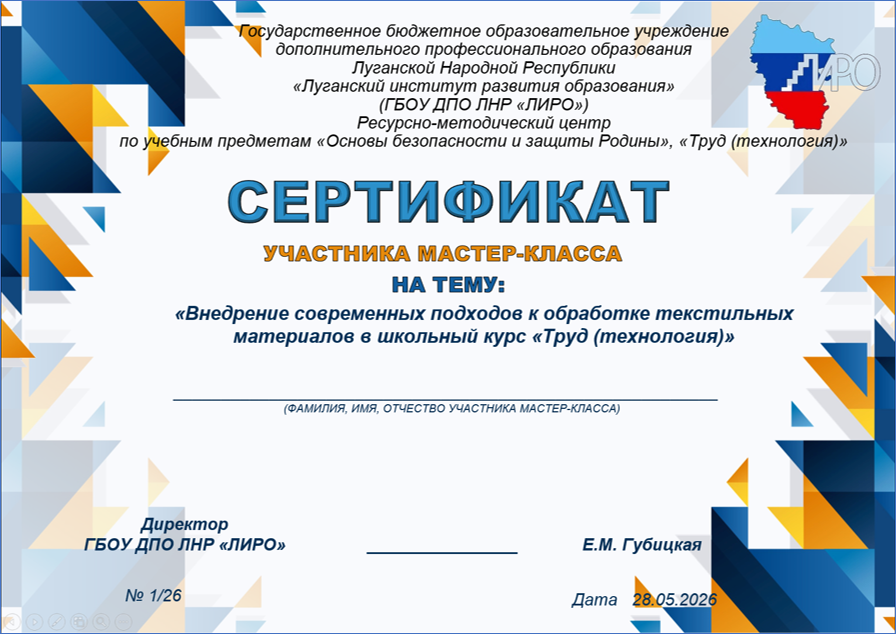 Государственное бюджетное образовательное учреждение
дополнительного профессионального образования
Луганской Народной Республики
«Луганский институт развития образования»
(ГБОУ ДПО ЛНР «ЛИРО»)
Ресурсно-методический центр
по учебным предметам «Основы безопасности и защиты Родины», «Труд (технология)»
ЛИРО
СЕРТИФИКАТ
УЧАСТНИКА МАСТЕР-КЛАССА
НА ТЕМУ:
«Внедрение современных подходов к обработке текстильных
материалов в школьный курс «Труд (технология)»
(ФАМИЛИЯ, ИМЯ, ОТЧЕСТВО УЧАСТНИКА МАСТЕР-КЛАССА)
Директор
ГБОУ ДПО ЛНР «ЛИРО» Е.М. Губицкая
№ 1/26
Дата 28.05.2026